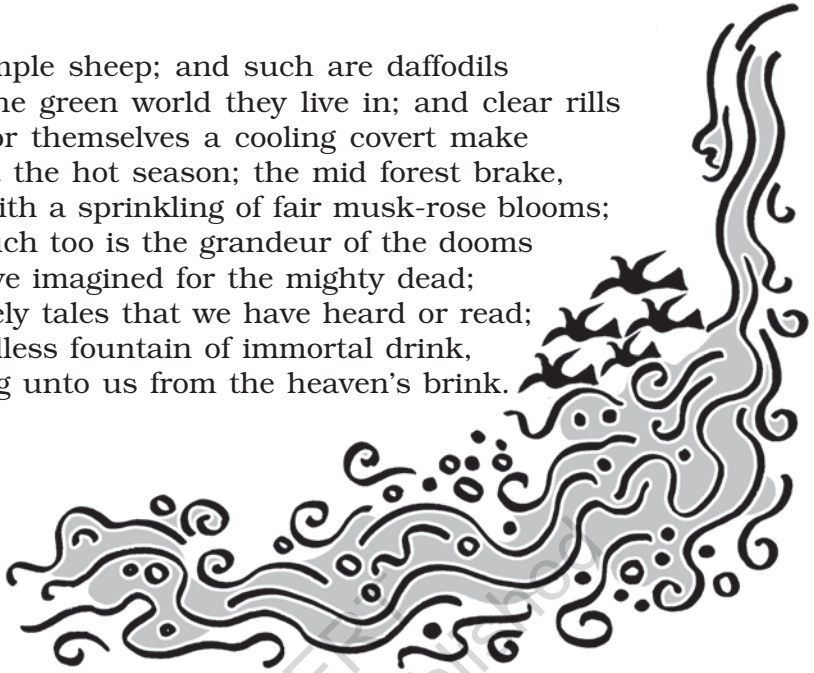 mple sheep; and such are daffodils
he green world they live in; and clear rills
or themselves a cooling covert make
the hot season; the mid forest brake,
ith a sprinkling of fair musk-rose blooms;
uch too is the grandeur of the dooms
ve imagined for the mighty dead;
ely tales that we have heard or read;
lless fountain of immortal drink,
g unto us from the heaven's brink.